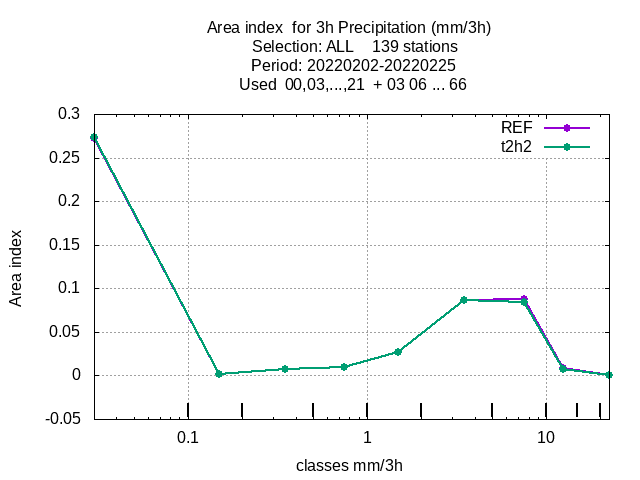 Area index  for 3h Precipitation (mm/3h)
Selection: ALL    139 stations
Period: 20220202-20220225
Used  00,03,...,21  + 03 06 ... 66
0.3
REF
t2h2
0.25
0.2
0.15
0.1
0.05
0
-0.05
Area index
0.1 1 10
classes mm/3h